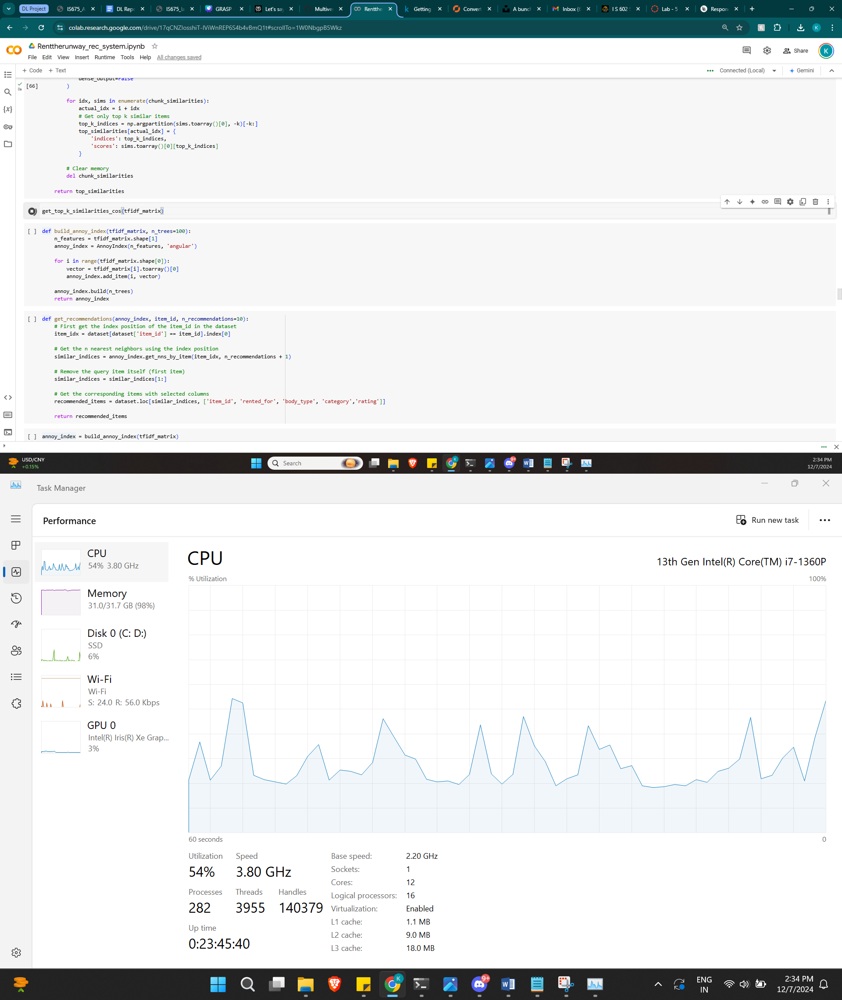 DL Project
IS675_A
DL Rep
IS675_la
GRASP
Let's sa
Multive
Rentthe
Getting
Convert
A bunch
Inbox (6
I S 602
Lab - 5
Respon
colab.research.google.com/drive/17qCNZIosshiT-IViWnREP6S4b4vBmQ1t#scrollTo=1W0NbgpB5Wkz
Renttherunway_rec_system.ipynb
File Edit View Insert Runtime Tools Help All changes saved
Share
K
+ Code + Text
Connected (Local)
Gemini
dense_output=False
[66] )
0s
for idx, sims in enumerate(chunk_similarities):
actual_idx = i + idx
# Get only top k similar items
top_k_indices = np.argpartition(sims.toarray()[0], -k)[-k:]
top_similarities[actual_idx] = {
'indices': top_k_indices,
'scores': sims.toarray()[0][top_k_indices]
}
# Clear memory
del chunk_similarities
return top_similarities
get_top_k_similarities_cos(tfidf_matrix)
[ ] def build_annoy_index(tfidf_matrix, n_trees=100):
n_features = tfidf_matrix.shape[1]
annoy_index = AnnoyIndex(n_features, 'angular')
for i in range(tfidf_matrix.shape[0]):
vector = tfidf_matrix[i].toarray()[0]
annoy_index.add_item(i, vector)
annoy_index.build(n_trees)
return annoy_index
[ ] def get_recommendations(annoy_index, item_id, n_recommendations=10):
# First get the index position of the item_id in the dataset
item_idx = dataset[dataset['item_id'] == item_id].index[0]
# Get the n nearest neighbors using the index position
similar_indices = annoy_index.get_nns_by_item(item_idx, n_recommendations + 1)
# Remove the query item itself (first item)
similar_indices = similar_indices[1:]
# Get the corresponding items with selected columns
recommended_items = dataset.loc[similar_indices, ['item_id', 'rented_for', 'body_type', 'category','rating']]
return recommended_items
[ ] annoy_index = build_annoy_index(tfidf_matrix)
USD/CNY
+0.15%
Search
2:34 PM
12/7/2024
Task Manager
Performance
Run new task
CPU
54% 3.80 GHz
Memory
31.0/31.7 GB (98%)
Disk 0 (C: D:)
SSD
6%
Wi-Fi
Wi-Fi
S: 24.0 R: 56.0 Kbps
GPU 0
Intel(R) Iris(R) Xe Grap...
3%
CPU
13th Gen Intel(R) Core(TM) i7-1360P
% Utilization
100%
60 seconds
0
Utilization
54%
Speed
3.80 GHz
Processes
282
Threads
3955
Handles
140379
Up time
0:23:45:40
Base speed: 2.20 GHz
Sockets: 1
Cores: 12
Logical processors: 16
Virtualization: Enabled
L1 cache: 1.1 MB
L2 cache: 9.0 MB
L3 cache: 18.0 MB
9+
ENG
IN
2:34 PM
12/7/2024